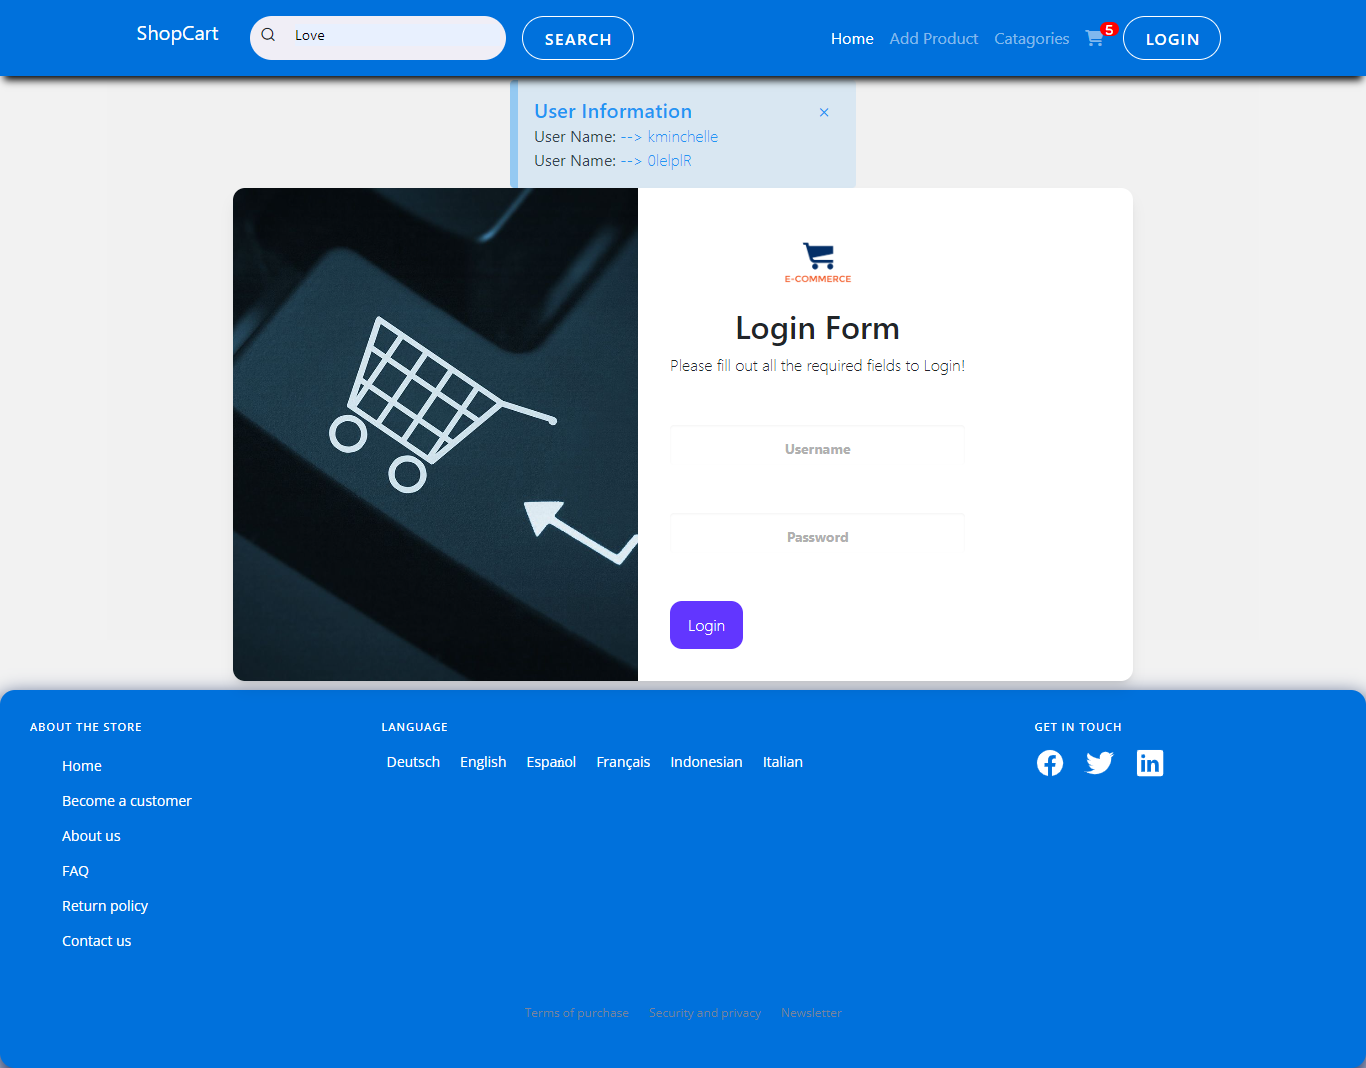 ShopCart
Love
SEARCH
Home
Add Product
Catagories
5
LOGIN
User Information
×
User Name: --> kminchelle
User Name: --> 0lelplR
E-COMMERCE
Login Form
Please fill out all the required fields to Login!
Username
Password
Login
ABOUT THE STORE
Home
Become a customer
About us
FAQ
Return policy
Contact us
LANGUAGE
Deutsch English Español Français Indonesian Italian
GET IN TOUCH
Terms of purchase Security and privacy Newsletter